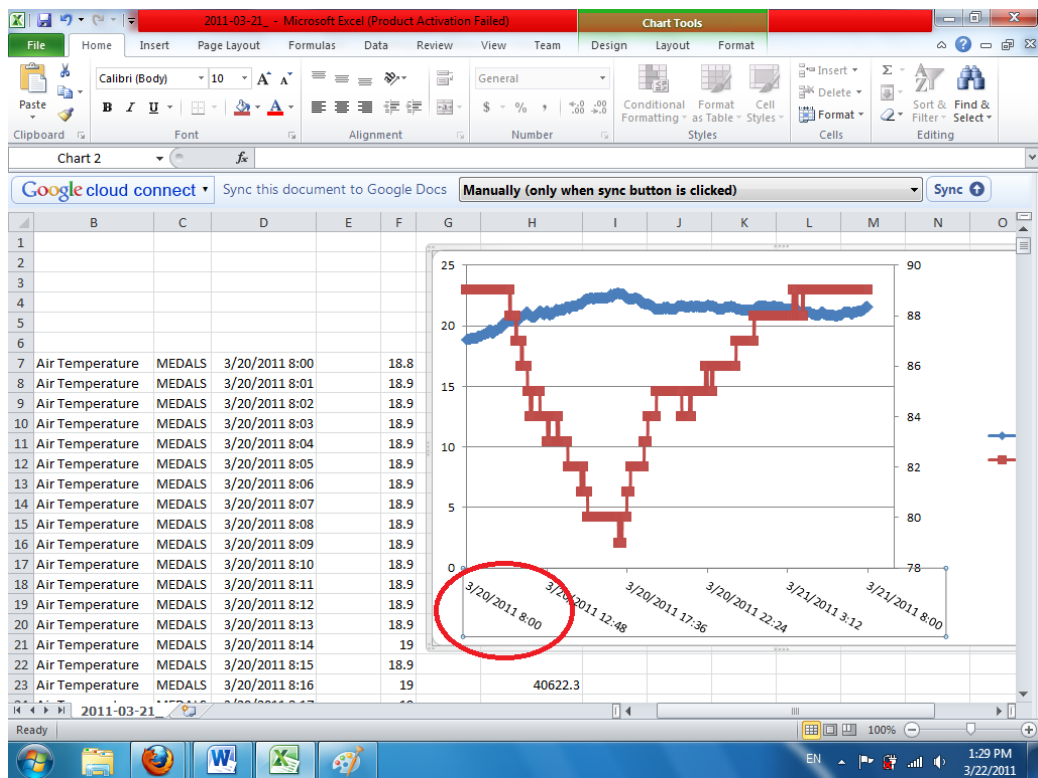 2011-03-21_ - Microsoft Excel (Product Activation Failed) Chart Tools
File Home Insert Page Layout Formulas Data Review View Team Design Layout Format
Paste
Calibri (Body) 10 A A
B I U A
General
$ % , .0 .00 .00 .0
Conditional Formatting Format as Table Cell Styles
Insert
Delete
Format
Σ
Sort & Filter Find & Select
Clipboard Font Alignment Number Styles Cells Editing
Chart 2 fx
Google cloud connect Sync this document to Google Docs Manually (only when sync button is clicked) Sync
B C D E F G H I J K L M N O
1
2
3
4
5
6
7 Air Temperature MEDALS 3/20/2011 8:00 18.8
8 Air Temperature MEDALS 3/20/2011 8:01 18.9
9 Air Temperature MEDALS 3/20/2011 8:02 18.9
10 Air Temperature MEDALS 3/20/2011 8:03 18.9
11 Air Temperature MEDALS 3/20/2011 8:04 18.9
12 Air Temperature MEDALS 3/20/2011 8:05 18.9
13 Air Temperature MEDALS 3/20/2011 8:06 18.9
14 Air Temperature MEDALS 3/20/2011 8:07 18.9
15 Air Temperature MEDALS 3/20/2011 8:08 18.9
16 Air Temperature MEDALS 3/20/2011 8:09 18.9
17 Air Temperature MEDALS 3/20/2011 8:10 18.9
18 Air Temperature MEDALS 3/20/2011 8:11 18.9
19 Air Temperature MEDALS 3/20/2011 8:12 18.9
20 Air Temperature MEDALS 3/20/2011 8:13 18.9
21 Air Temperature MEDALS 3/20/2011 8:14 19
22 Air Temperature MEDALS 3/20/2011 8:15 18.9
23 Air Temperature MEDALS 3/20/2011 8:16 19 40622.3
25
20
15
10
5
0
90
88
86
84
82
80
78
3/20/2011 8:00
3/20/2011 12:48
3/20/2011 17:36
3/20/2011 22:24
3/21/2011 3:12
3/21/2011 8:00
2011-03-21_
Ready 100%
EN 1:29 PM
3/22/2011